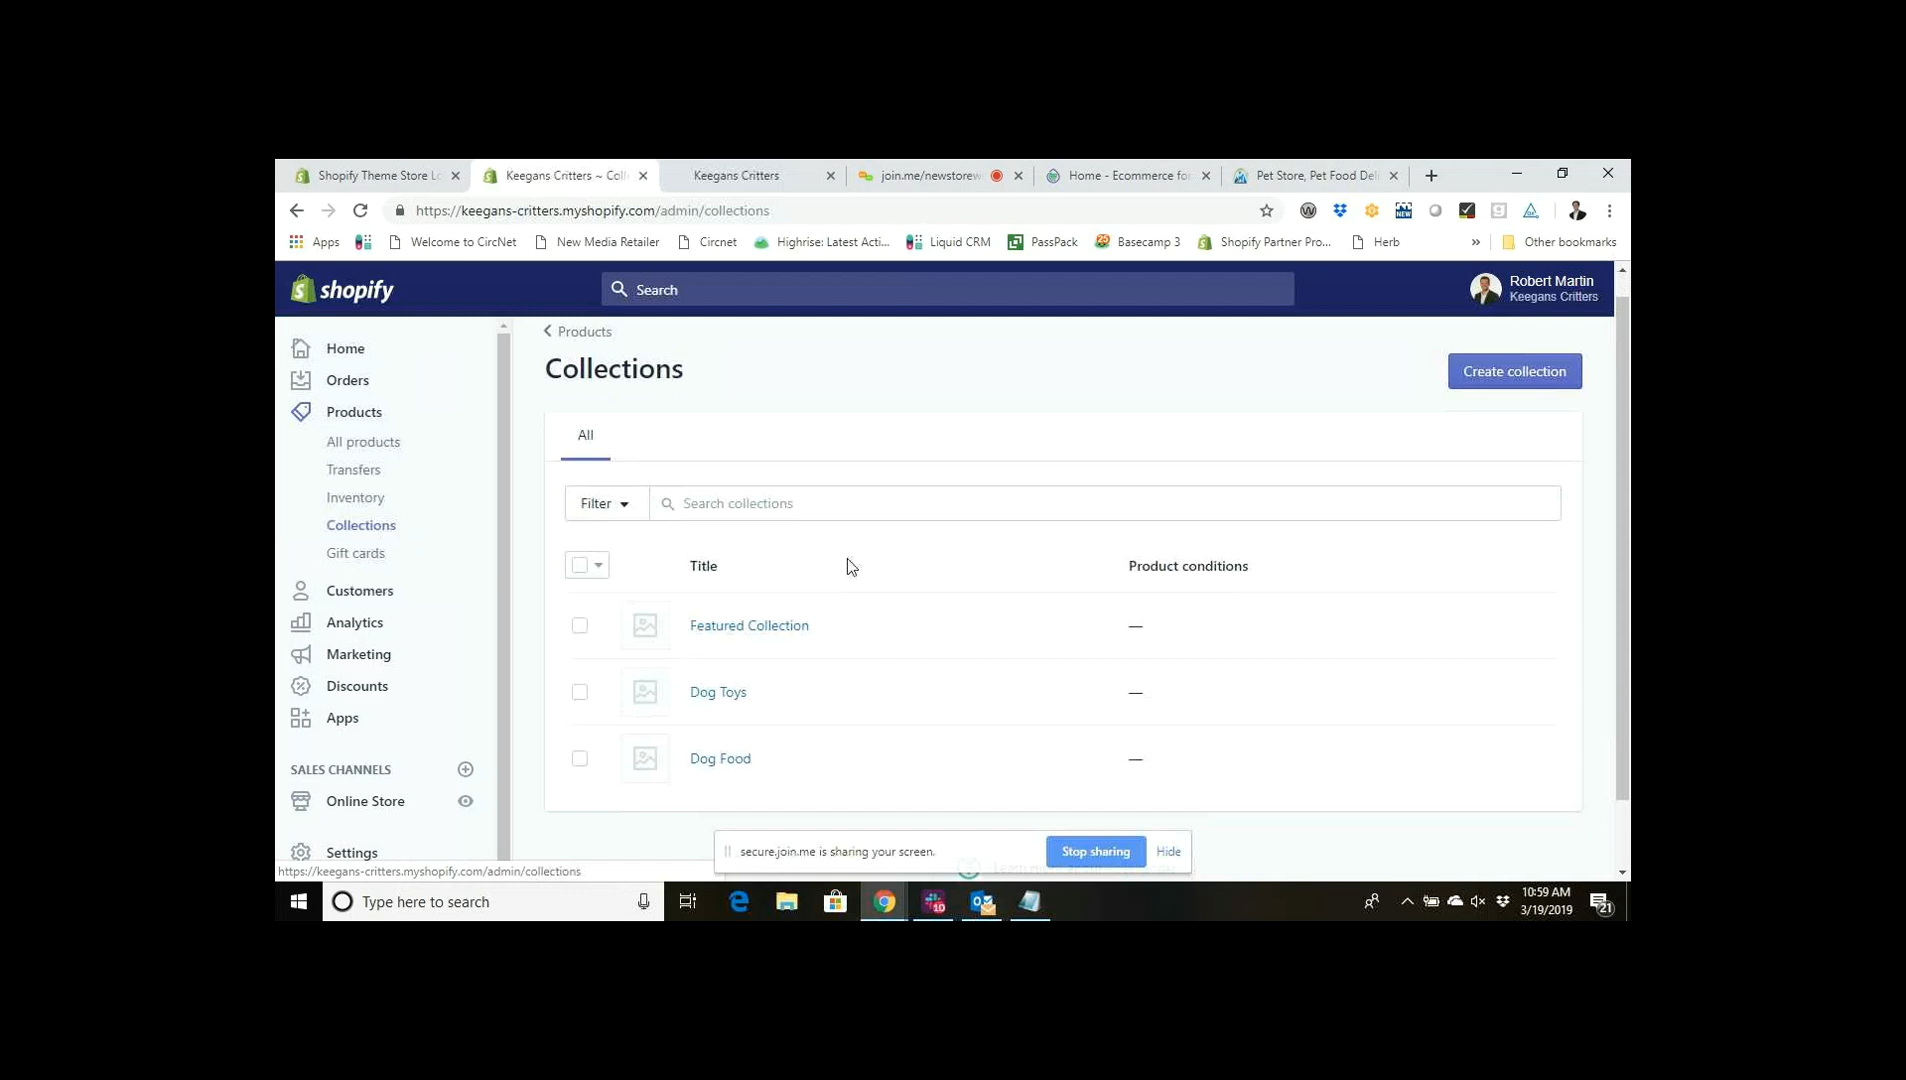 Shopify Theme Store Lo
Keegans Critters ~ Coll
Keegans Critters
join.me/newstorew
Home - Ecommerce for
Pet Store, Pet Food Deli
https://keegans-critters.myshopify.com/admin/collections
Apps
Welcome to CircNet
New Media Retailer
Circnet
Highrise: Latest Acti...
Liquid CRM
PassPack
Basecamp 3
Shopify Partner Pro...
Herb
»
Other bookmarks
shopify
Search
Robert Martin
Keegans Critters
Home
Orders
Products
All products
Transfers
Inventory
Collections
Gift cards
Customers
Analytics
Marketing
Discounts
Apps
SALES CHANNELS
Online Store
Settings
https://keegans-critters.myshopify.com/admin/collections
Products
Collections
Create collection
All
Filter
Search collections
Title Product conditions
Featured Collection —
Dog Toys —
Dog Food —
secure.join.me is sharing your screen.
Stop sharing
Hide
Type here to search
10
10:59 AM
3/19/2019
21